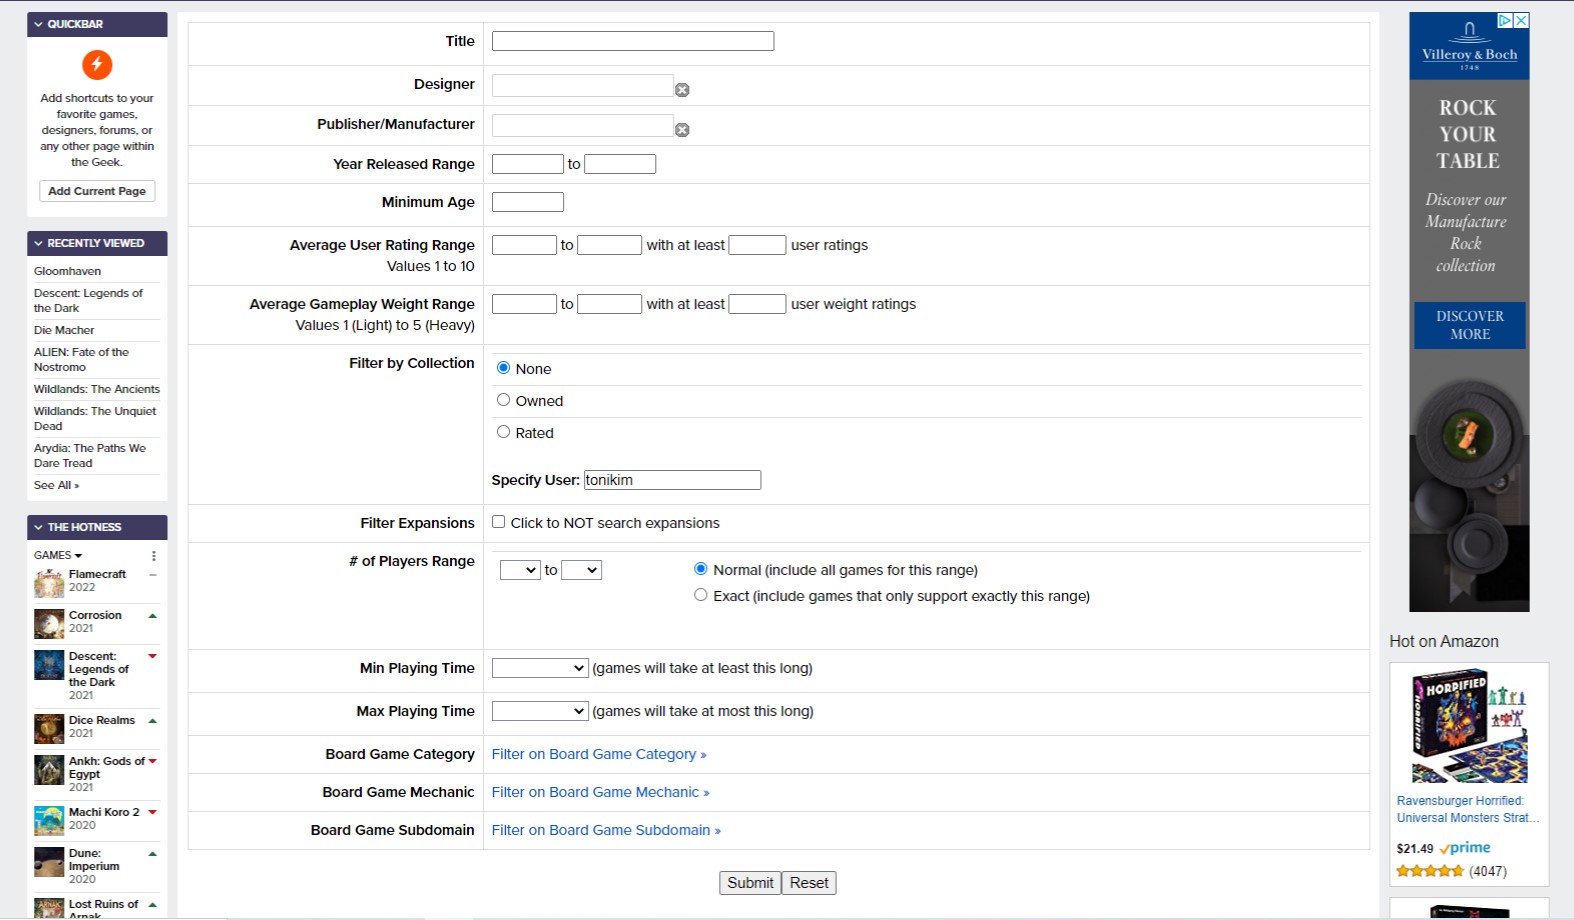 QUICKBAR
Add shortcuts to your
favorite games,
designers, forums, or
any other page within
the Geek.
Add Current Page
RECENTLY VIEWED
Gloomhaven
Descent: Legends of
the Dark
Die Macher
ALIEN: Fate of the
Nostromo
Wildlands: The Ancients
Wildlands: The Unquiet
Dead
Arydia: The Paths We
Dare Tread
See All »
THE HOTNESS
GAMES
Flamecraft
2022
Corrosion
2021
Descent:
Legends of
the Dark
2021
Dice Realms
2021
Ankh: Gods of
Egypt
2021
Machi Koro 2
2020
Dune:
Imperium
2020
Lost Ruins of
Arnak
Title
Designer
Publisher/Manufacturer
Year Released Range to
Minimum Age
Average User Rating Range to with at least user ratings
Values 1 to 10
Average Gameplay Weight Range to with at least user weight ratings
Values 1 (Light) to 5 (Heavy)
Filter by Collection
None
Owned
Rated
Specify User: tonikim
Filter Expansions Click to NOT search expansions
# of Players Range to Normal (include all games for this range)
Exact (include games that only support exactly this range)
Min Playing Time (games will take at least this long)
Max Playing Time (games will take at most this long)
Board Game Category Filter on Board Game Category »
Board Game Mechanic Filter on Board Game Mechanic »
Board Game Subdomain Filter on Board Game Subdomain »
Submit Reset
Villeroy & Boch
1748
ROCK
YOUR
TABLE
Discover our
Manufacture
Rock
collection
DISCOVER
MORE
Hot on Amazon
HORRIFIED
HORRIFIED
Ravensburger Horrified:
Universal Monsters Strat...
$21.49 prime
(4047)